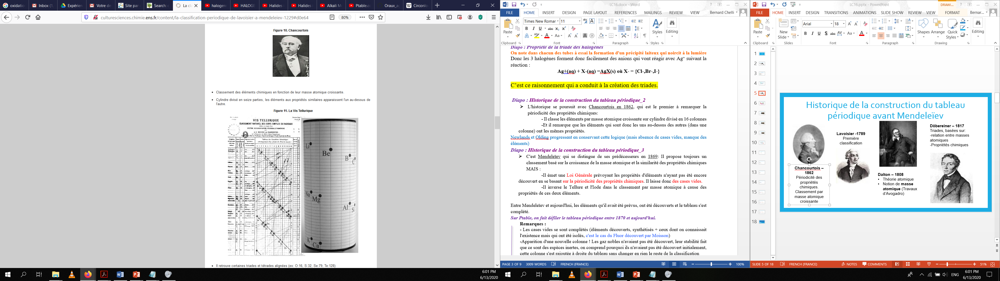 oxidatio
Inbox (1,
Expérien
Votre de
Site par
Search: c
La cl
halogen
HALOGE
Halides i
Halides
Alkali M
Ptable.co
Oraux_ag
Circonlo
culturesciences.chimie.ens.fr/content/la-classification-periodique-de-lavoisier-a-mendeleiev-1229#d0e64
80%
Figure 10. Chancourtois
• Classement des éléments chimiques en fonction de leur masse atomique croissante.
• Cylindre divisé en seize parties, les éléments aux propriétés similaires apparaissent l'un au-dessus de
l'autre.
Figure 11. La Vis Tellurique
VIS TELLURIQUE
CLASSEMENT NATUREL DES CORPS SIMPLES OU RADICAUX
Li
Be
B
C
Na
Mg
Al
Si
K
Ca
• Il retrouve certaines triades et tétrades alignées (ex: O:16, S:32, Se:79, Te:128)
6:01 PM
6/13/2020
LC16.docx - Word
FILE
HOME
INSERT
DESIGN
PAGE LAYOUT
REFERENCES
MAILINGS
REVIEW
VIEW
Bernard Chelli
Times New Romar
11
Paste
Styles
Editing
Clipboard
Font
Paragraph
Styles
Diapo : Propriété de la triade des halogènes
On note dans chacun des tubes à essai la formation d'un précipité laiteux qui noircit à la lumière
Donc les 3 halogènes forment donc facilement des anions qui vont réagir avec Ag⁺ suivant la
réaction :
Ag+(aq) + X-(aq) =AgX(s) où X- = {Cl-,Br-,I-}
C'est ce raisonnement qui a conduit à la création des triades.
Diapo : Historique de la construction du tableau périodique_2
➢ L'historique se poursuit avec Chancourtois en 1862, qui est le premier à remarquer la
périodicité des propriétés chimiques:
- Il classe les éléments par masse atomique croissante sur cylindre divisé en 16 colonnes
-Et il remarque que les éléments qui sont donc les uns au-dessus des autres (dans une
colonne) ont les mêmes propriétés.
Newlands et Olding progressent en conservant cette logique (mais absence de cases vides, manque des
éléments)
Diapo : Historique de la construction du tableau périodique_3
➢ C'est Mendeleïev qui se distingue de ses prédécesseurs en 1869: Il propose toujours un
classement basé sur la croissance de la masse atomique et la similarité des propriétés chimiques
MAIS :
-Il émet une Loi Générale prévoyant les propriétés d'éléments n'ayant pas été encore
découvert en se basant sur la périodicité des propriétés chimiques. Il laisse donc des cases vides.
-Il inverse le Tellure et l'Iode dans le classement par masse atomique à cause des
propriétés de ces deux éléments.
Entre Mendeleïev et aujourd'hui, les éléments qu'il avait été prévus, ont été découverts et le tableau s'est
complété.
Sur Ptable, on fait défiler le tableau périodique entre 1870 et aujourd'hui.
Remarques :
- Les cases vides se sont complétés (éléments découverts, synthétisés + ceux dont on connaissait
l'existence mais qui ont été isolés, c'est le cas du Fluor découvert par Moisson)
-Apparition d'une nouvelle colonne ! Les gaz nobles n'avaient pas été découvert, leur stabilité fait
que ce sont des espèces inertes, on comprend pourquoi ils n'avaient pas été découvert initialement,
cette colonne s'est rajoutée à droite du tableau sans changer en rien le reste de la classification
PAGE 3 OF 9
3009 WORDS
FRENCH (FRANCE)
100%
LC16.pptx - PowerPoint
DRAWI...
FILE
HOME
INSERT
DESIGN
TRANSITIONS
ANIMATIONS
SLIDE SHOW
REVIEW
VIEW
FORMAT
Bernar...
Arial
18
Paste
New
Slide
Shapes
Arrange
Quick
Styles
Editing
Clipboard
Slides
Font
Paragraph
Drawing
1
2
3
4
5
6
7
8
9
10
11
12
13
14
15
16
17
18
Historique de la construction du tableau
périodique avant Mendeleïev
Chancourtois –
1862
Périodicité des
propriétés
chimiques.
Classement par
masse atomique
croissante
Lavoisier -1789
Première
classification
Dalton – 1808
• Théorie atomique
• Notion de masse
atomique (Travaux
d'Avogadro)
Döbereiner – 1817
Triades, basées sur:
-relation entre masses
atomiques
-Propriétés chimiques
SLIDE 5 OF 18
FRENCH (FRANCE)
NOTES
COMMENTS
51%
ENG
6:01 PM
6/13/2020